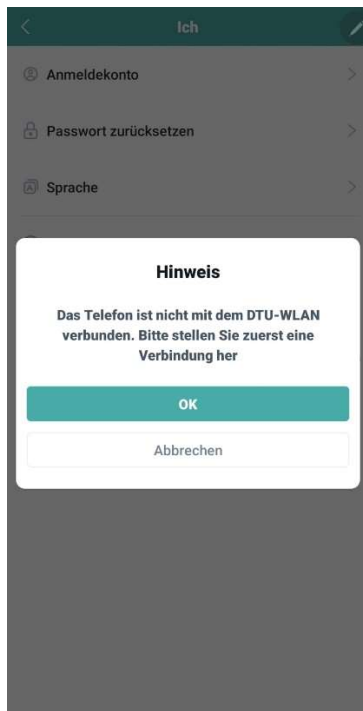 Ich
Anmeldekonto
Passwort zurücksetzen
Sprache
Hinweis
Das Telefon ist nicht mit dem DTU-WLAN
verbunden. Bitte stellen Sie zuerst eine
Verbindung her
OK
Abbrechen